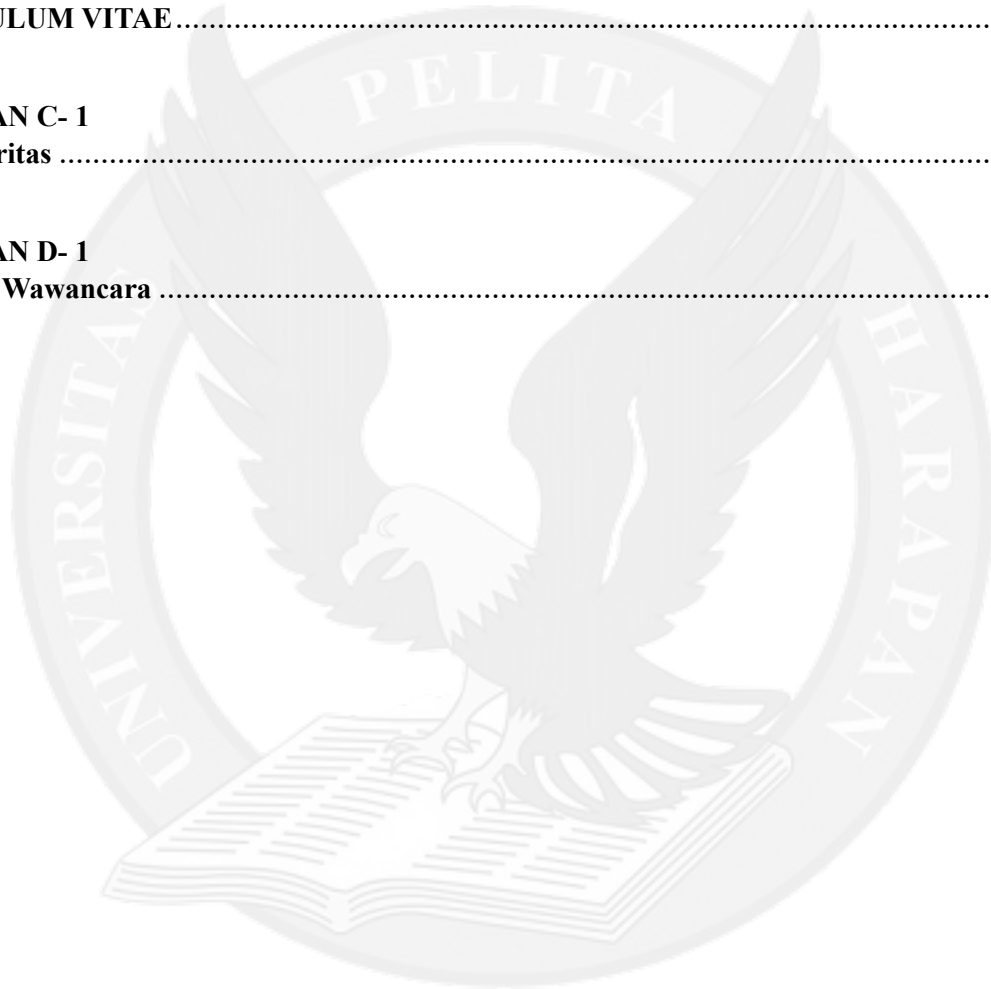 ULUM VITAE........................................................................................................
AN C- 1
ritas ........................................................................................................................
AN D- 1
Wawancara ............................................................................................................
UNIVERSITAS PELITA HARAPAN